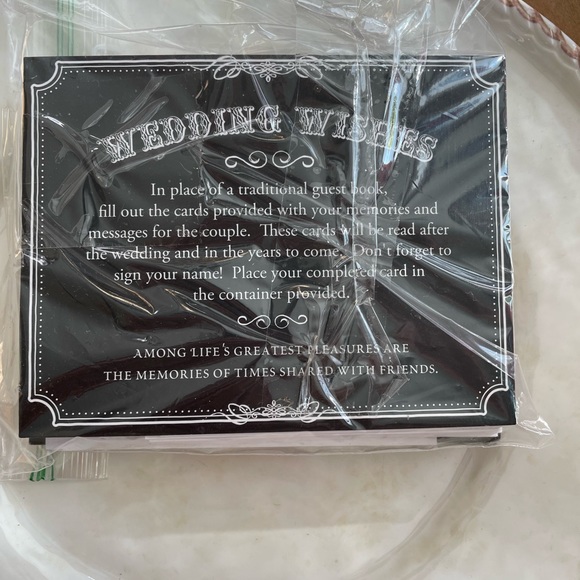 WEDDING WISHES
In place of a traditional guest book,
fill out the cards provided with your memories and
messages for the couple. These cards will be read after
the wedding and in the years to come. Don't forget to
sign your name! Place your completed card in
the container provided.
AMONG LIFE'S GREATEST PLEASURES ARE
THE MEMORIES OF TIMES SHARED WITH FRIENDS.